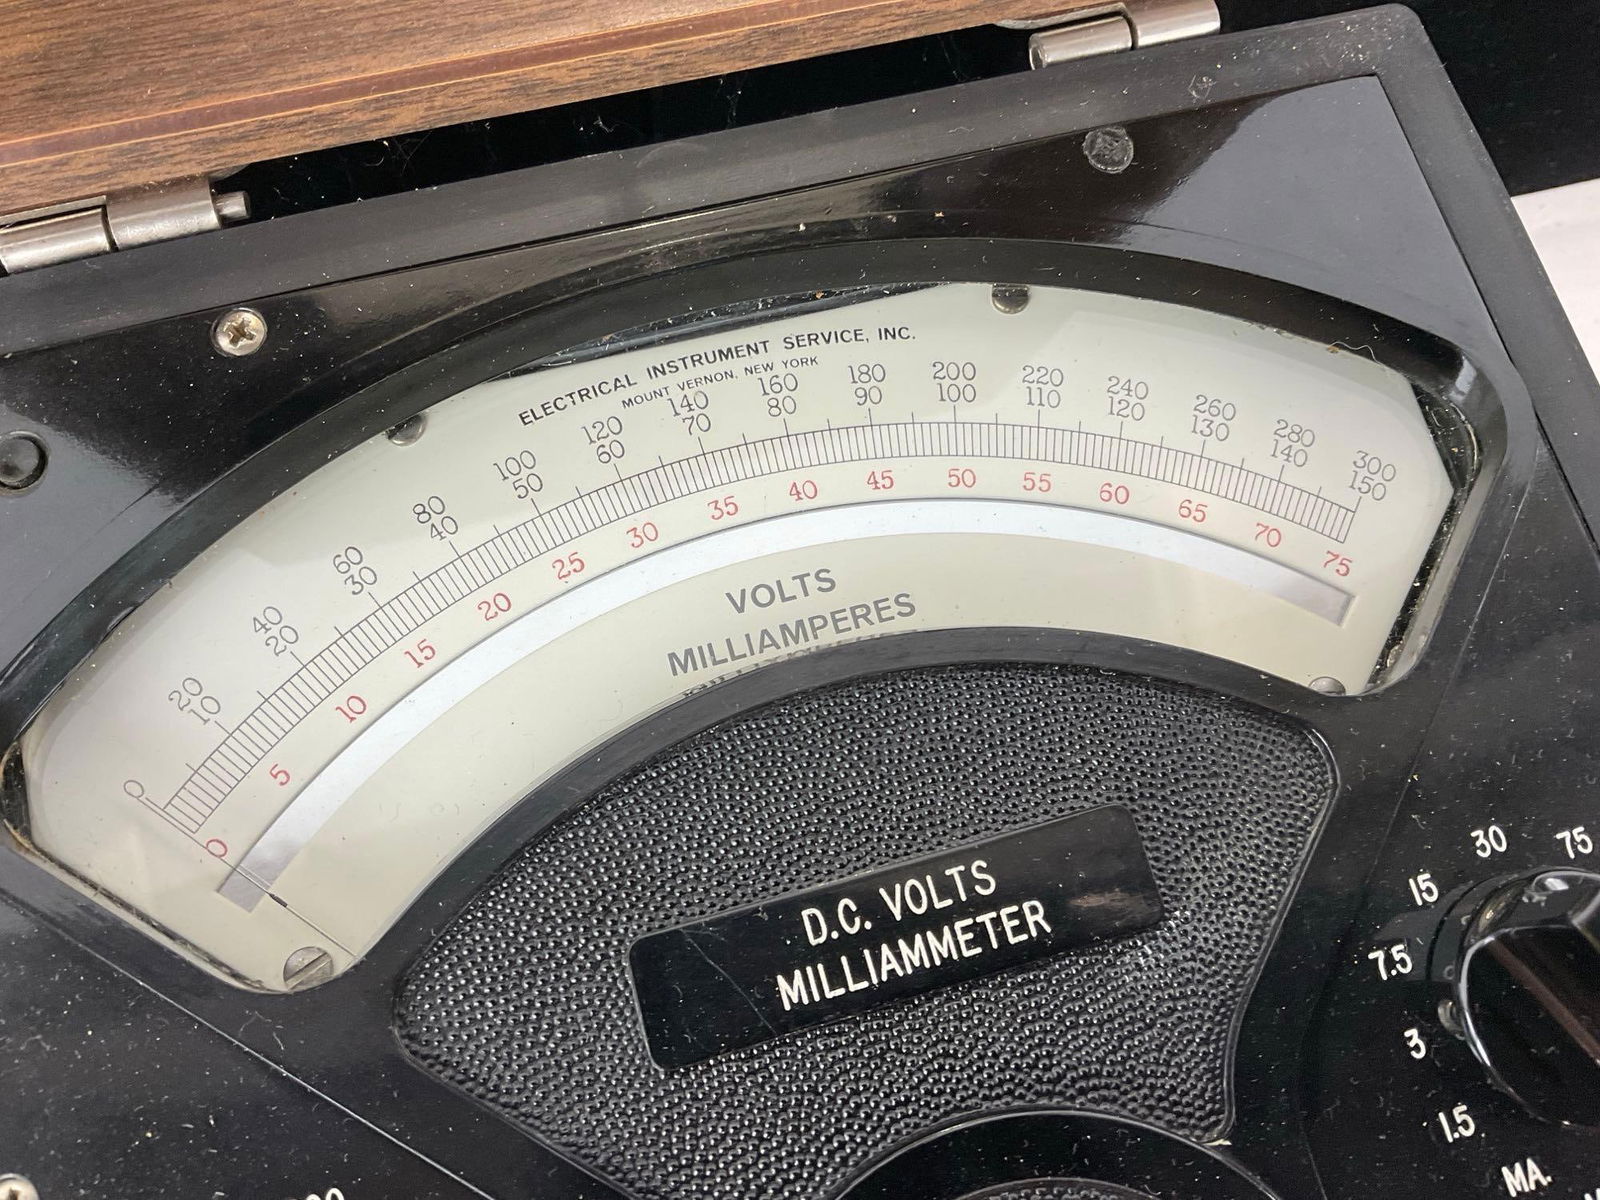 ELECTRICAL INSTRUMENT SERVICE, INC.
MOUNT VERNON, NEW YORK
0 20 40 60 80 100 120 140 160 180 200 220 240 260 280 300
10 20 30 40 50 60 70 80 90 100 110 120 130 140 150
0 5 10 15 20 25 30 35 40 45 50 55 60 65 70 75
VOLTS
MILLIAMPERES
D.C. VOLTS
MILLIAMMETER
75
30
15
7.5
3
1.5
MA.